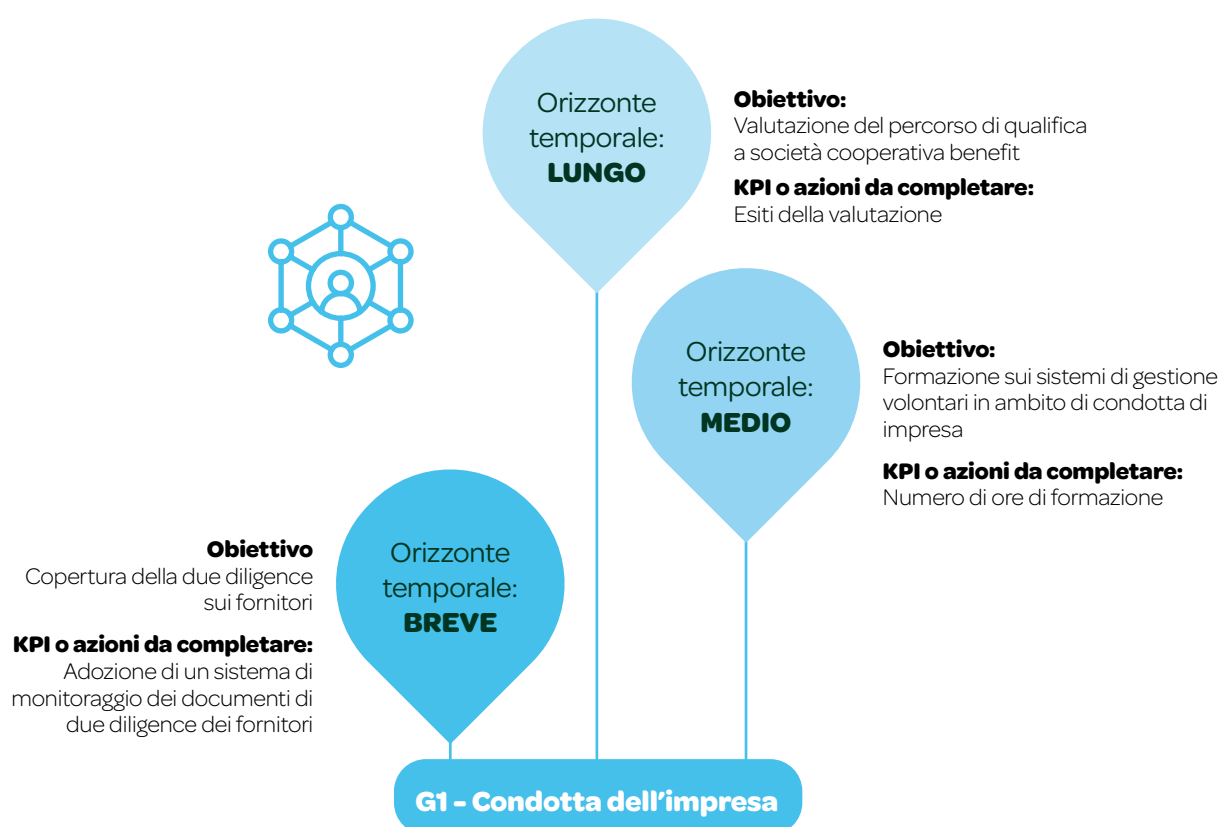 Orizzonte
temporale:
LUNGO
Obiettivo:
Valutazione del percorso di qualifica
a società cooperativa benefit
KPI o azioni da completare:
Esiti della valutazione
Orizzonte
temporale:
MEDIO
Obiettivo:
Formazione sui sistemi di gestione
volontari in ambito di condotta di
impresa
KPI o azioni da completare:
Numero di ore di formazione
Obiettivo
Copertura della due diligence
sui fornitori
KPI o azioni da completare:
Adozione di un sistema di
monitoraggio dei documenti di
due diligence dei fornitori
Orizzonte
temporale:
BREVE
G1 – Condotta dell'impresa